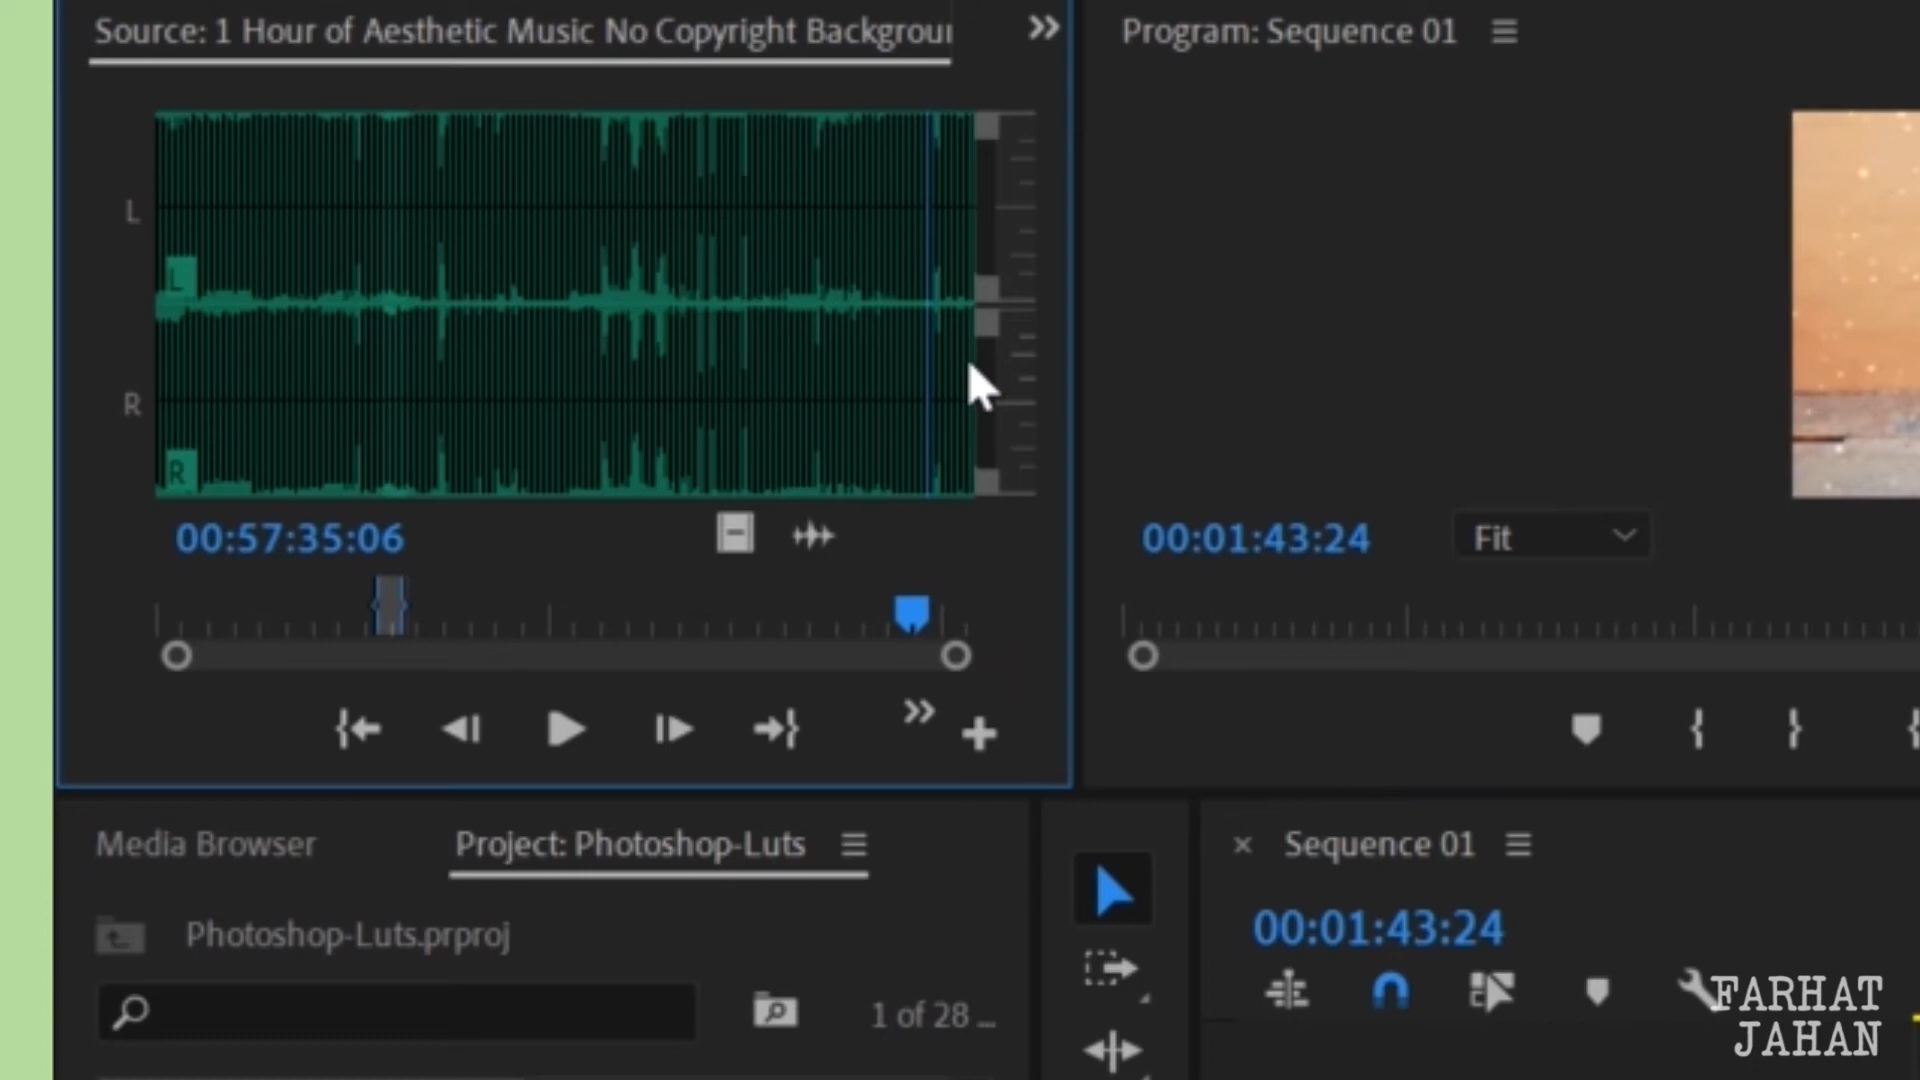 Source: 1 Hour of Aesthetic Music No Copyright Backgrou
Program: Sequence 01
L
L
R
R
00:57:35:06
00:01:43:24
Fit
Media Browser
Project: Photoshop-Luts
Sequence 01
Photoshop-Luts.prproj
00:01:43:24
1 of 28 ...
FARHAT
JAHAN